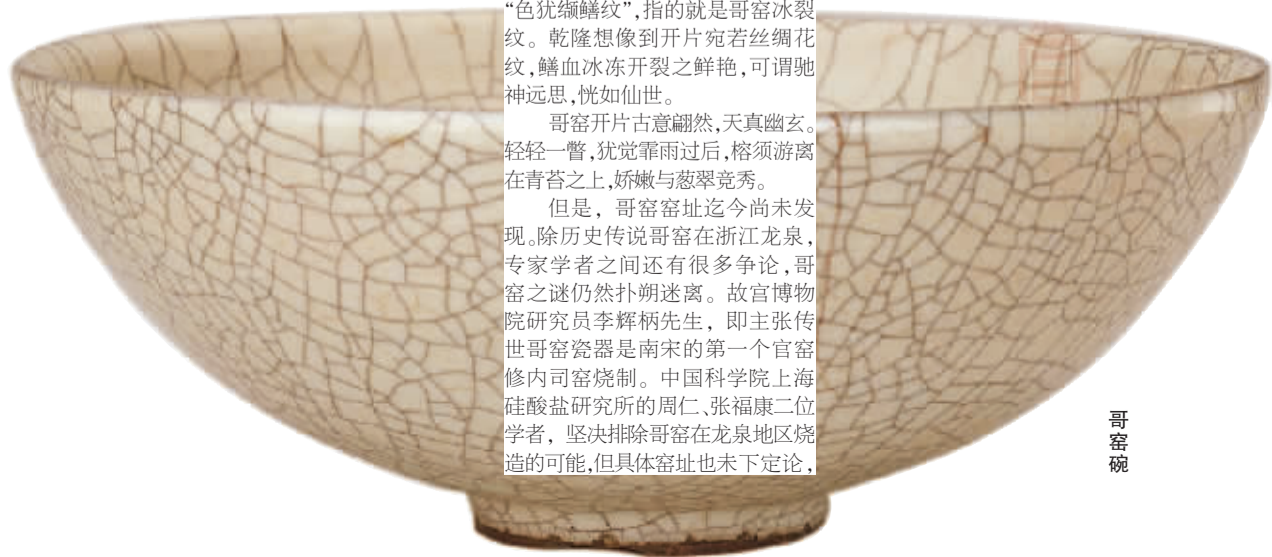 “色犹缬鳝纹”,指的就是哥窑冰裂
纹。乾隆想像到开片宛若丝绸花
纹,鳝血冰冻开裂之鲜艳,可谓驰
神远思,恍如仙世。
哥窑开片古意翩然,天真幽玄。
轻轻一瞥,犹觉霏雨过后,榕须游离
在青苔之上,娇嫩与葱翠竞秀。
但是，哥窑窑址迄今尚未发
现。除历史传说哥窑在浙江龙泉，
专家学者之间还有很多争论,哥
窑之谜仍然扑朔迷离。故宫博物
院研究员李辉柄先生，即主张传
世哥窑瓷器是南宋的第一个官窑
修内司窑烧制。中国科学院上海
硅酸盐研究所的周仁、张福康二位
学者，坚决排除哥窑在龙泉地区烧
造的可能,但具体窑址也未下定论，
哥窑碗